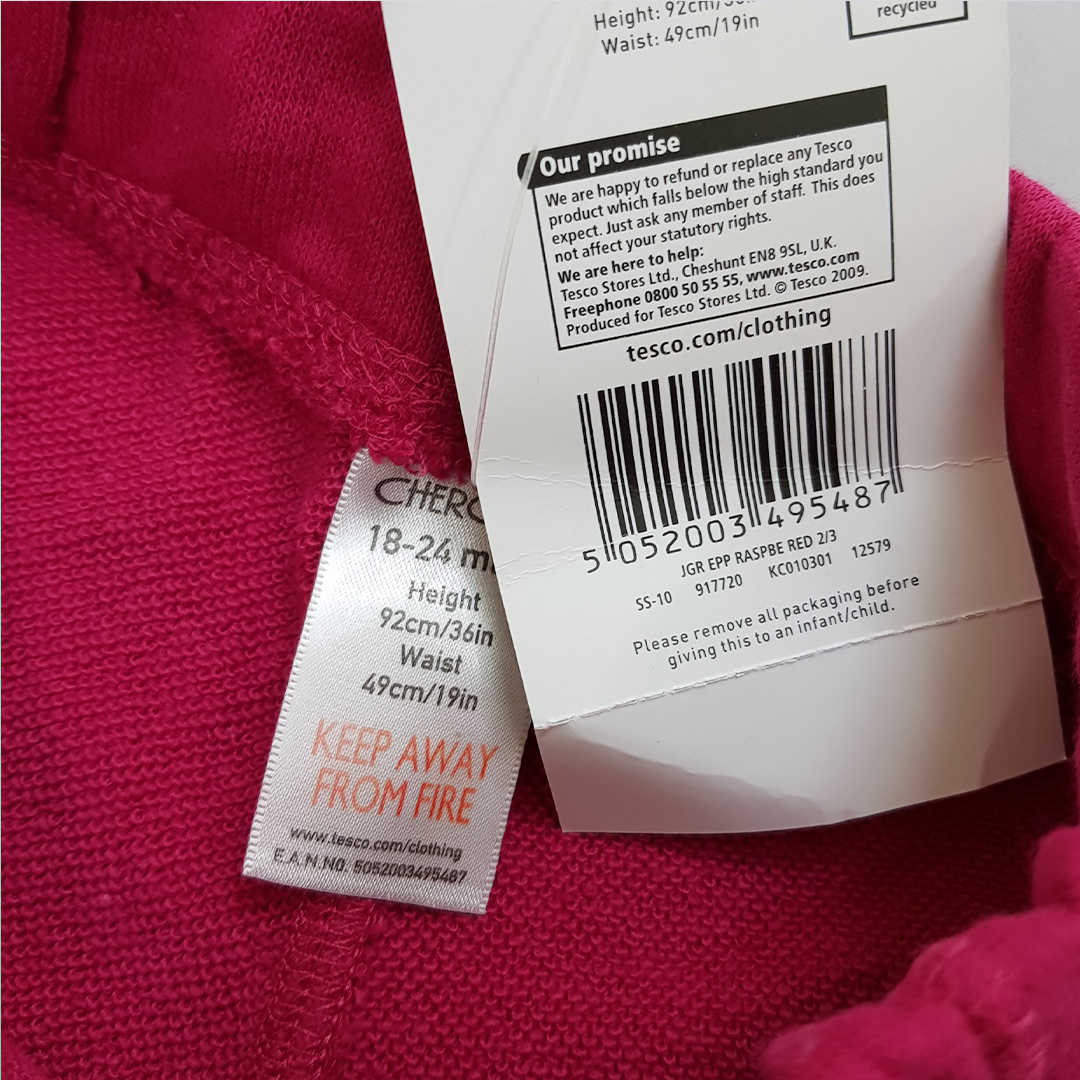 Height: 92cm/36in
Waist: 49cm/19in
recycled
Our promise
We are happy to refund or replace any Tesco
product which falls below the high standard you
expect. Just ask any member of staff. This does
not affect your statutory rights.
We are here to help:
Tesco Stores Ltd., Cheshunt EN8 9SL, U.K.
Freephone 0800 50 55 55, www.tesco.com
Produced for Tesco Stores Ltd. © Tesco 2009.
tesco.com/clothing
5 052003 495487
JGR EPP RASPBE RED 2/3
SS-10 917720 KC010301 12579
Please remove all packaging before
giving this to an infant/child.
CHERO
18-24 m
Height
92cm/36in
Waist
49cm/19in
KEEP AWAY
FROM FIRE
www.tesco.com/clothing
E.A.N.NO. 5052003495487